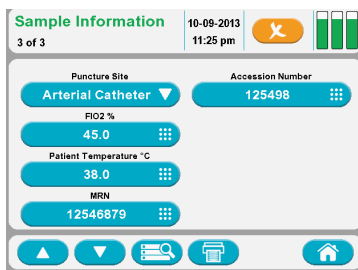 Sample Information
3 of 3
10-09-2013
11:25 pm
Puncture Site
Arterial Catheter
Accession Number
125498
FIO2 %
45.0
Patient Temperature °C
38.0
MRN
12546879